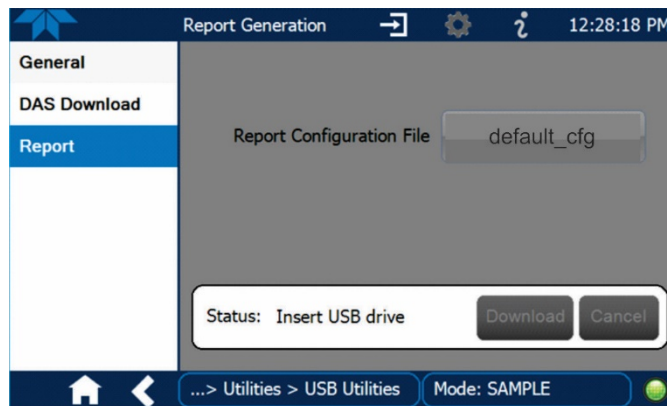 Report Generation
12:28:18 PM
General
DAS Download
Report
Report Configuration File
default_cfg
Status: Insert USB drive
Download
Cancel
...> Utilities > USB Utilities
Mode: SAMPLE